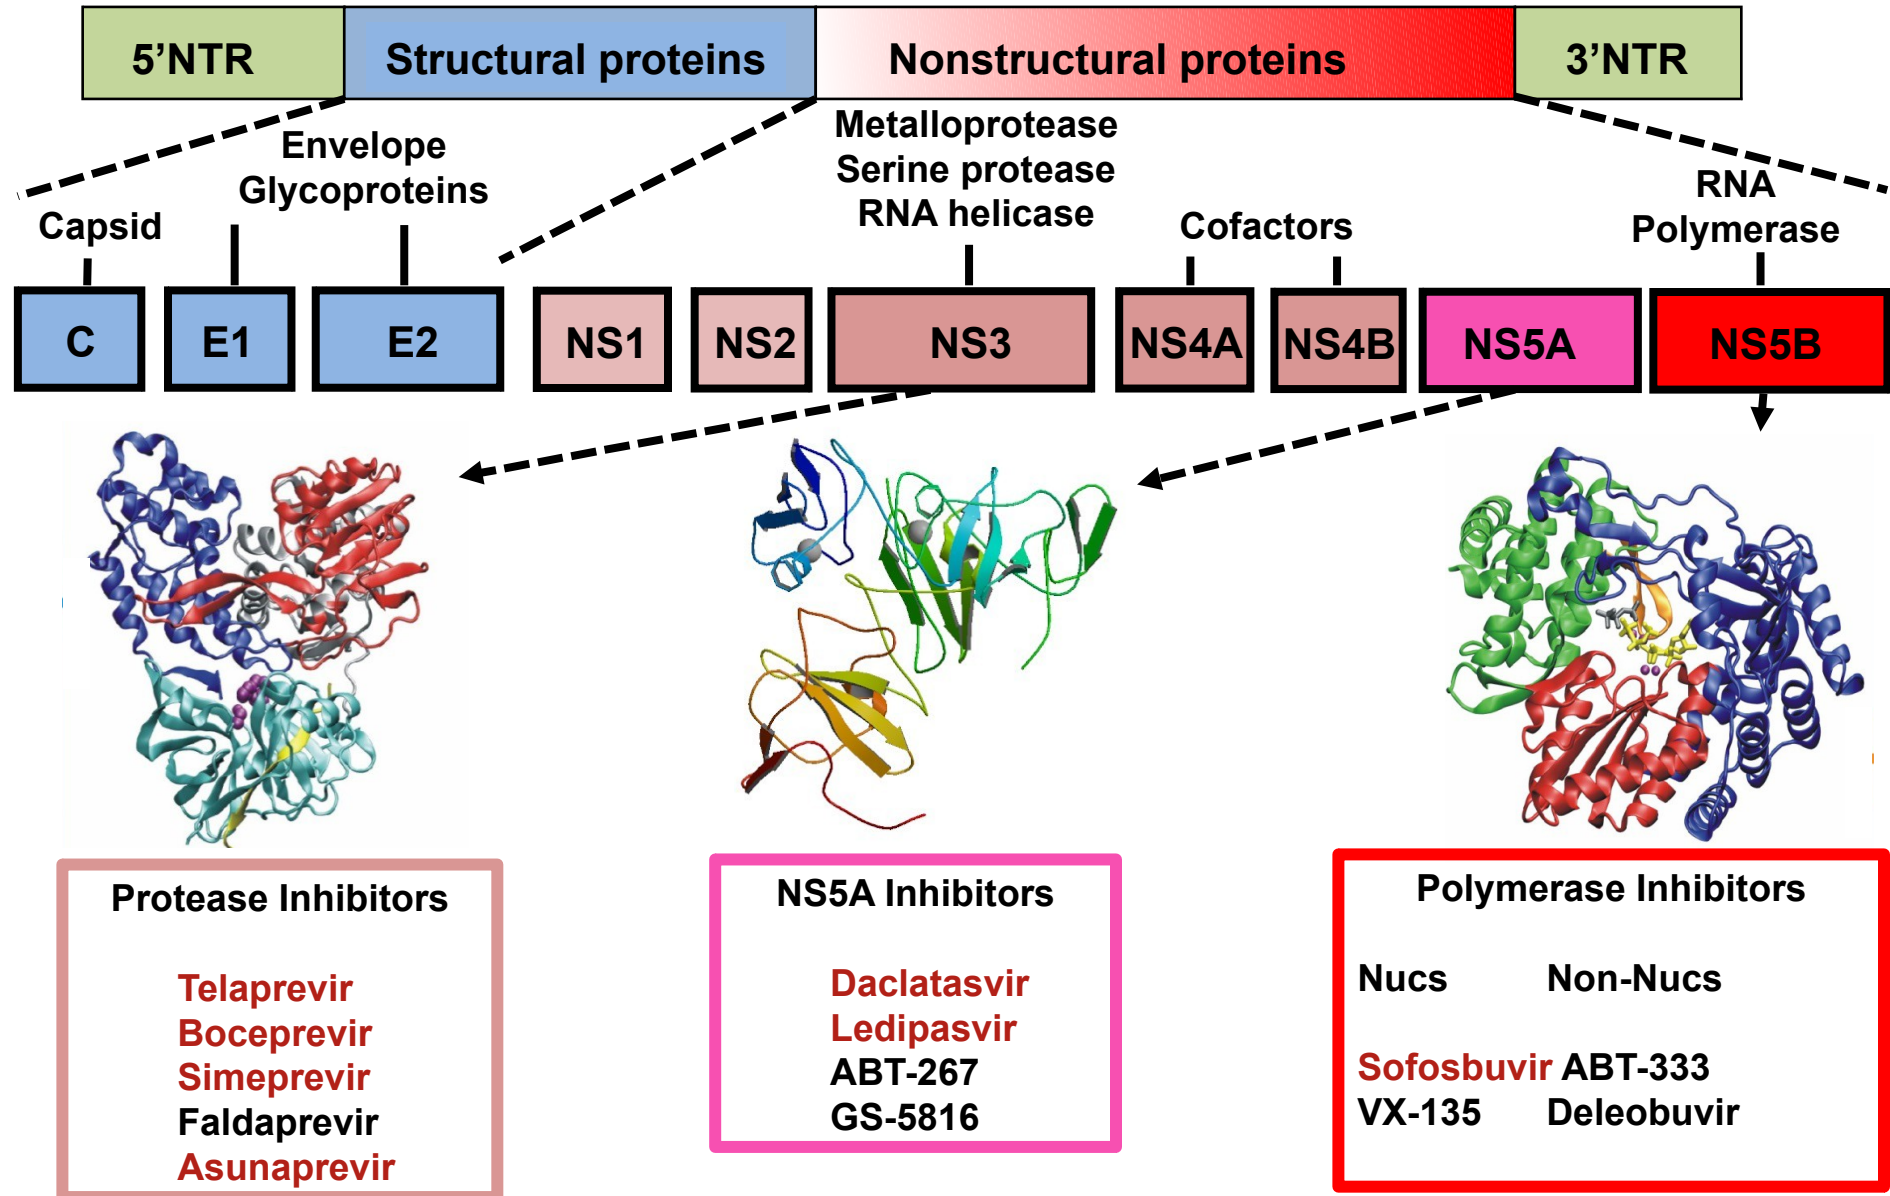 5’NTR
Structural proteins
Nonstructural proteins
3’NTR
Capsid
Envelope
Glycoproteins
Metalloprotease
Serine protease
RNA helicase
Cofactors
RNA
Polymerase
C
E1
E2
NS1
NS2
NS3
NS4A
NS4B
NS5A
NS5B
Protease Inhibitors
Telaprevir
Boceprevir
Simeprevir
Faldaprevir
Asunaprevir
NS5A Inhibitors
Daclatasvir
Ledipasvir
ABT-267
GS-5816
Polymerase Inhibitors
Nucs Non-Nucs
Sofosbuvir ABT-333
VX-135 Deleobuvir